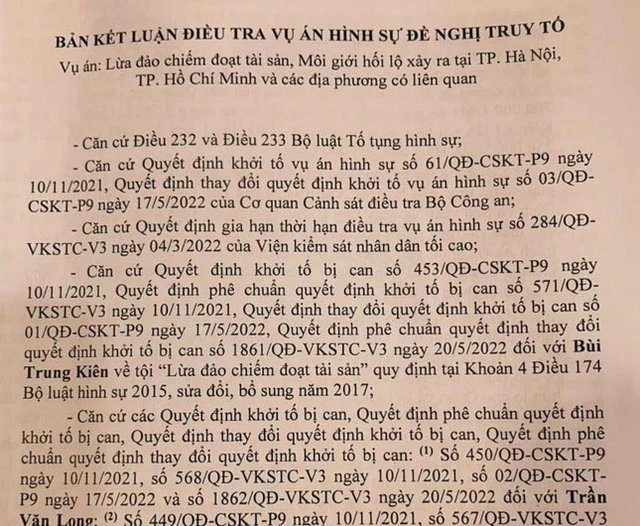 BẢN KẾT LUẬN ĐIỀU TRA VỤ ÁN HÌNH SỰ ĐỀ NGHỊ TRUY TỐ
Vụ án: Lừa đảo chiếm đoạt tài sản, Môi giới hối lộ xảy ra tại TP. Hà Nội,
TP. Hồ Chí Minh và các địa phương có liên quan
- Căn cứ Điều 232 và Điều 233 Bộ luật Tố tụng hình sự;
- Căn cứ Quyết định khởi tố vụ án hình sự số 61/QĐ-CSKT-P9 ngày
10/11/2021, Quyết định thay đổi quyết định khởi tố vụ án hình sự số 03/QĐ-
CSKT-P9 ngày 17/5/2022 của Cơ quan Cảnh sát điều tra Bộ Công an;
- Căn cứ Quyết định gia hạn thời hạn điều tra vụ án hình sự số 284/QĐ-
VKSTC-V3 ngày 04/3/2022 của Viện kiểm sát nhân dân tối cao;
- Căn cứ Quyết định khởi tố bị can số 453/QĐ-CSKT-P9 ngày
10/11/2021, Quyết định phê chuẩn quyết định khởi tố bị can số 571/QĐ-
VKSTC-V3 ngày 10/11/2021, Quyết định thay đổi quyết định khởi tố bị can số
01/QĐ-CSKT-P9 ngày 17/5/2022, Quyết định phê chuẩn quyết định thay đổi
quyết định khởi tố bị can số 1861/QĐ-VKSTC-V3 ngày 20/5/2022 đối với Bùi
Trung Kiên về tội “Lừa đảo chiếm đoạt tài sản” quy định tại Khoản 4 Điều 174
Bộ luật hình sự 2015, sửa đổi, bổ sung năm 2017;
- Căn cứ các Quyết định khởi tố bị can, Quyết định phê chuẩn quyết định
khởi tố bị can, Quyết định thay đổi quyết định khởi tố bị can, Quyết định phê
chuẩn quyết định thay đổi quyết định khởi tố bị can: (1) Số 450/QĐ-CSKT-P9
ngày 10/11/2021, số 568/QĐ-VKSTC-V3 ngày 10/11/2021, số 02/QĐ-CSKT-
P9 ngày 17/5/2022 và số 1862/QĐ-VKSTC-V3 ngày 20/5/2022 đối với Trần
Văn Long; (2) Số 449/QĐ-CSKT-P9 ngày 10/11/2021, số 567/QĐ-VKSTC-V3